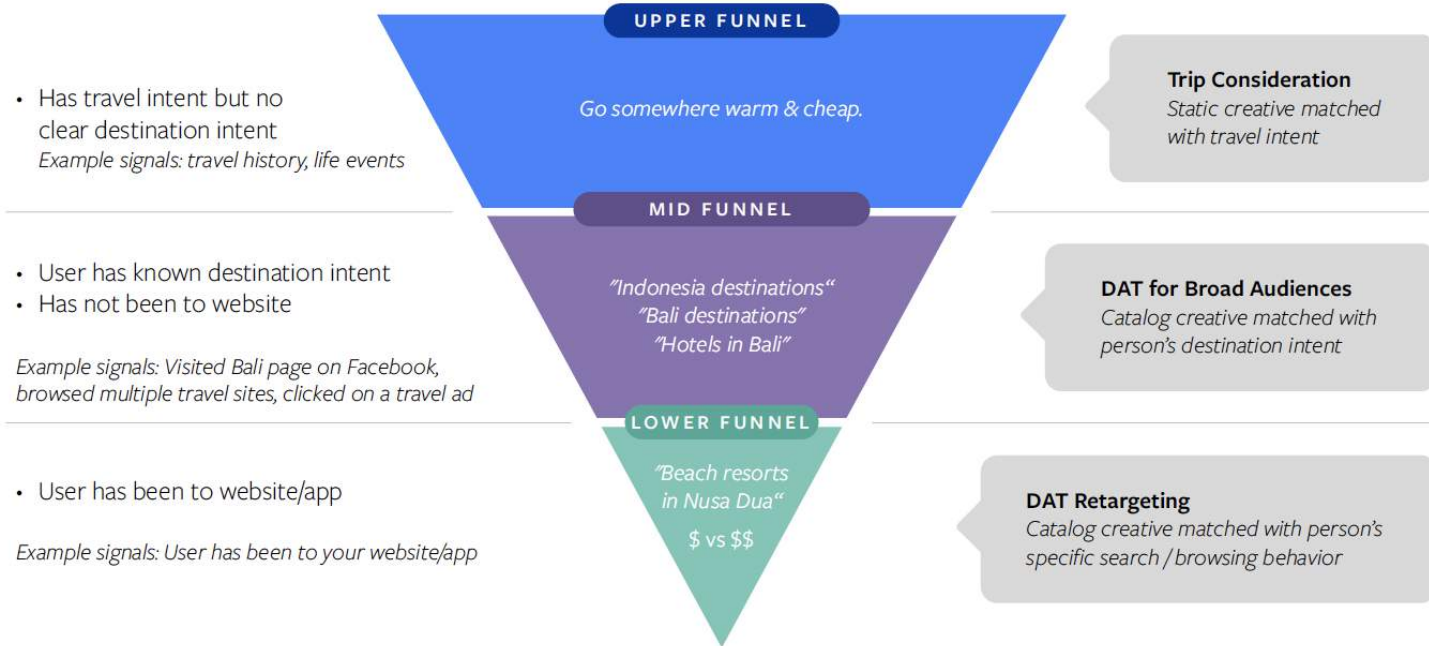 UPPER FUNNEL
• Has travel intent but no
clear destination intent
Example signals: travel history, life events
Go somewhere warm & cheap.
Trip Consideration
Static creative matched
with travel intent
MID FUNNEL
• User has known destination intent
• Has not been to website
Example signals: Visited Bali page on Facebook,
browsed multiple travel sites, clicked on a travel ad
"Indonesia destinations“
"Bali destinations"
"Hotels in Bali"
DAT for Broad Audiences
Catalog creative matched with
person's destination intent
LOWER FUNNEL
• User has been to website/app
Example signals: User has been to your website/app
"Beach resorts
in Nusa Dua“
$ vs $$
DAT Retargeting
Catalog creative matched with person's
specific search / browsing behavior